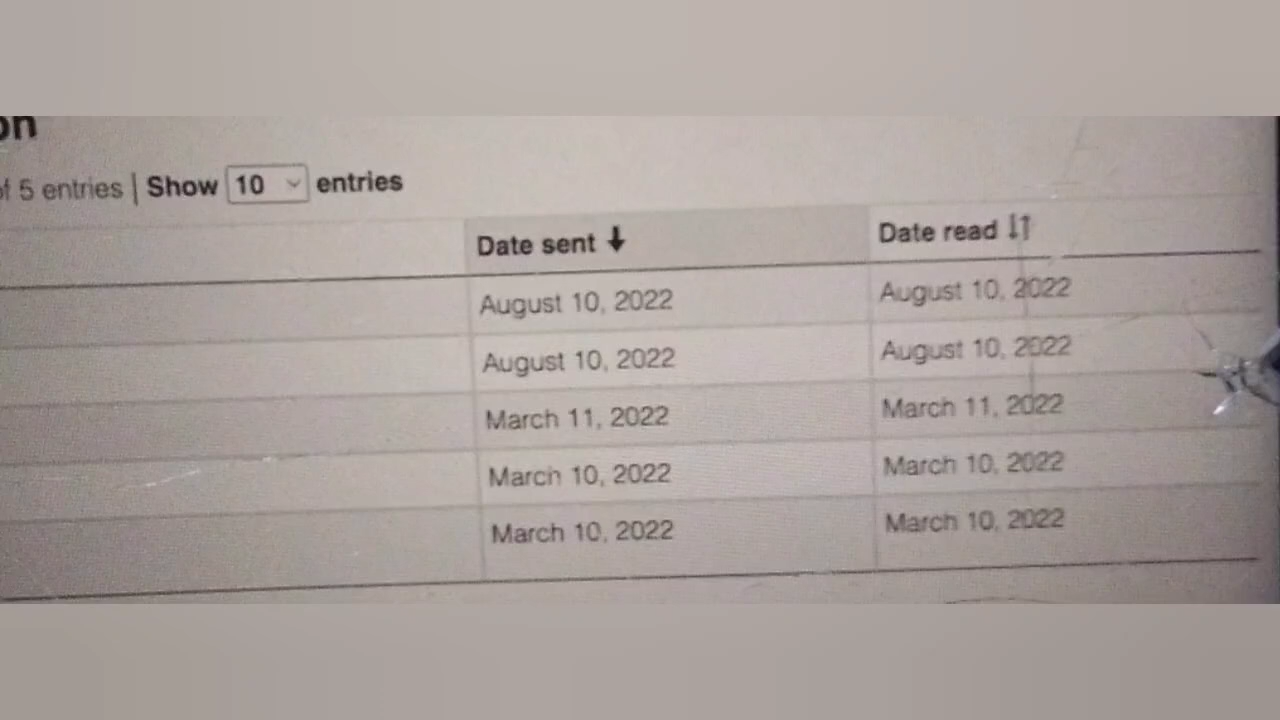 on
of 5 entries | Show 10 entries
Date sent Date read
August 10, 2022 August 10, 2022
August 10, 2022 August 10, 2022
March 11, 2022 March 11, 2022
March 10, 2022 March 10, 2022
March 10, 2022 March 10, 2022